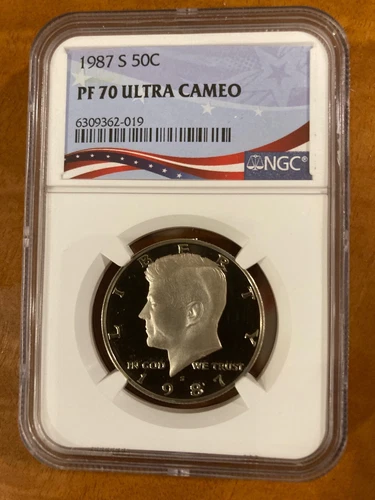 1987 S 50C
PF 70 ULTRA CAMEO
6309362-019
NGC®
LIBERTY
IN GOD WE TRUST
S
1987